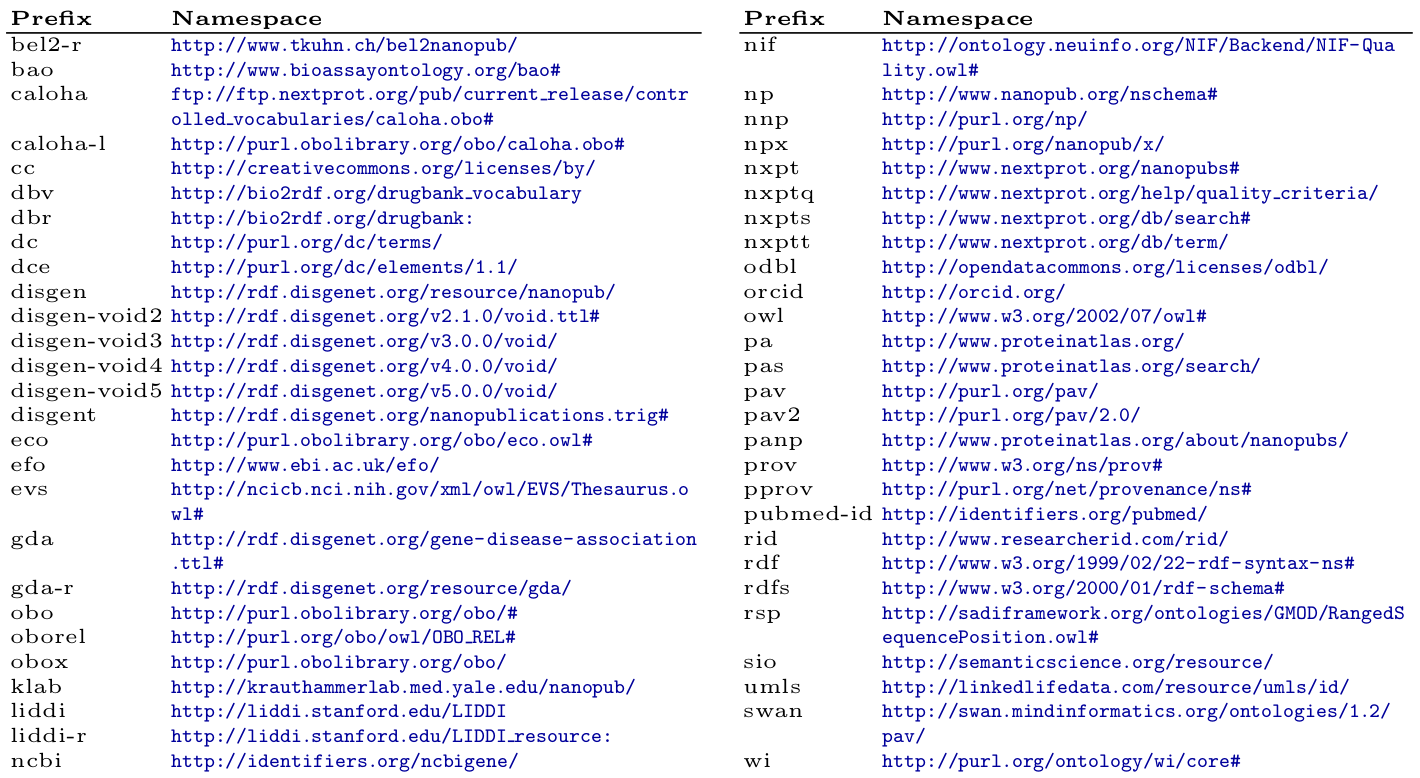 Prefix Namespace
bel2-r http://www.tkuhn.ch/bel2nanopub/
bao http://www.bioassayontology.org/bao#
caloha ftp://ftp.nextprot.org/pub/current_release/contr
olled_vocabularies/caloha.obo#
caloha-l http://purl.obolibrary.org/obo/caloha.obo#
cc http://creativecommons.org/licenses/by/
dbv http://bio2rdf.org/drugbank_vocabulary
dbr http://bio2rdf.org/drugbank:
dc http://purl.org/dc/terms/
dce http://purl.org/dc/elements/1.1/
disgen http://rdf.disgenet.org/resource/nanopub/
disgen-void2 http://rdf.disgenet.org/v2.1.0/void.ttl#
disgen-void3 http://rdf.disgenet.org/v3.0.0/void/
disgen-void4 http://rdf.disgenet.org/v4.0.0/void/
disgen-void5 http://rdf.disgenet.org/v5.0.0/void/
disgent http://rdf.disgenet.org/nanopublications.trig#
eco http://purl.obolibrary.org/obo/eco.owl#
efo http://www.ebi.ac.uk/efo/
evs http://ncicb.nci.nih.gov/xml/owl/EVS/Thesaurus.o
wl#
gda http://rdf.disgenet.org/gene-disease-association
.ttl#
gda-r http://rdf.disgenet.org/resource/gda/
obo http://purl.obolibrary.org/obo/#
oborel http://purl.org/obo/owl/OBO_REL#
obox http://purl.obolibrary.org/obo/
klab http://krauthammerlab.med.yale.edu/nanopub/
liddi http://liddi.stanford.edu/LIDDI
liddi-r http://liddi.stanford.edu/LIDDI_resource:
ncbi http://identifiers.org/ncbigene/
Prefix Namespace
nif http://ontology.neuinfo.org/NIF/Backend/NIF-Qua
lity.owl#
np http://www.nanopub.org/nschema#
nnp http://purl.org/np/
npx http://purl.org/nanopub/x/
nxpt http://www.nextprot.org/nanopubs#
nxptq http://www.nextprot.org/help/quality_criteria/
nxpts http://www.nextprot.org/db/search#
nxptt http://www.nextprot.org/db/term/
odbl http://opendatacommons.org/licenses/odbl/
orcid http://orcid.org/
owl http://www.w3.org/2002/07/owl#
pa http://www.proteinatlas.org/
pas http://www.proteinatlas.org/search/
pav http://purl.org/pav/
pav2 http://purl.org/pav/2.0/
panp http://www.proteinatlas.org/about/nanopubs/
prov http://www.w3.org/ns/prov#
pprov http://purl.org/net/provenance/ns#
pubmed-id http://identifiers.org/pubmed/
rid http://www.researcherid.com/rid/
rdf http://www.w3.org/1999/02/22-rdf-syntax-ns#
rdfs http://www.w3.org/2000/01/rdf-schema#
rsp http://sadiframework.org/ontologies/GMOD/RangedS
equencePosition.owl#
sio http://semanticscience.org/resource/
umls http://linkedlifedata.com/resource/umls/id/
swan http://swan.mindinformatics.org/ontologies/1.2/
pav/
wi http://purl.org/ontology/wi/core#